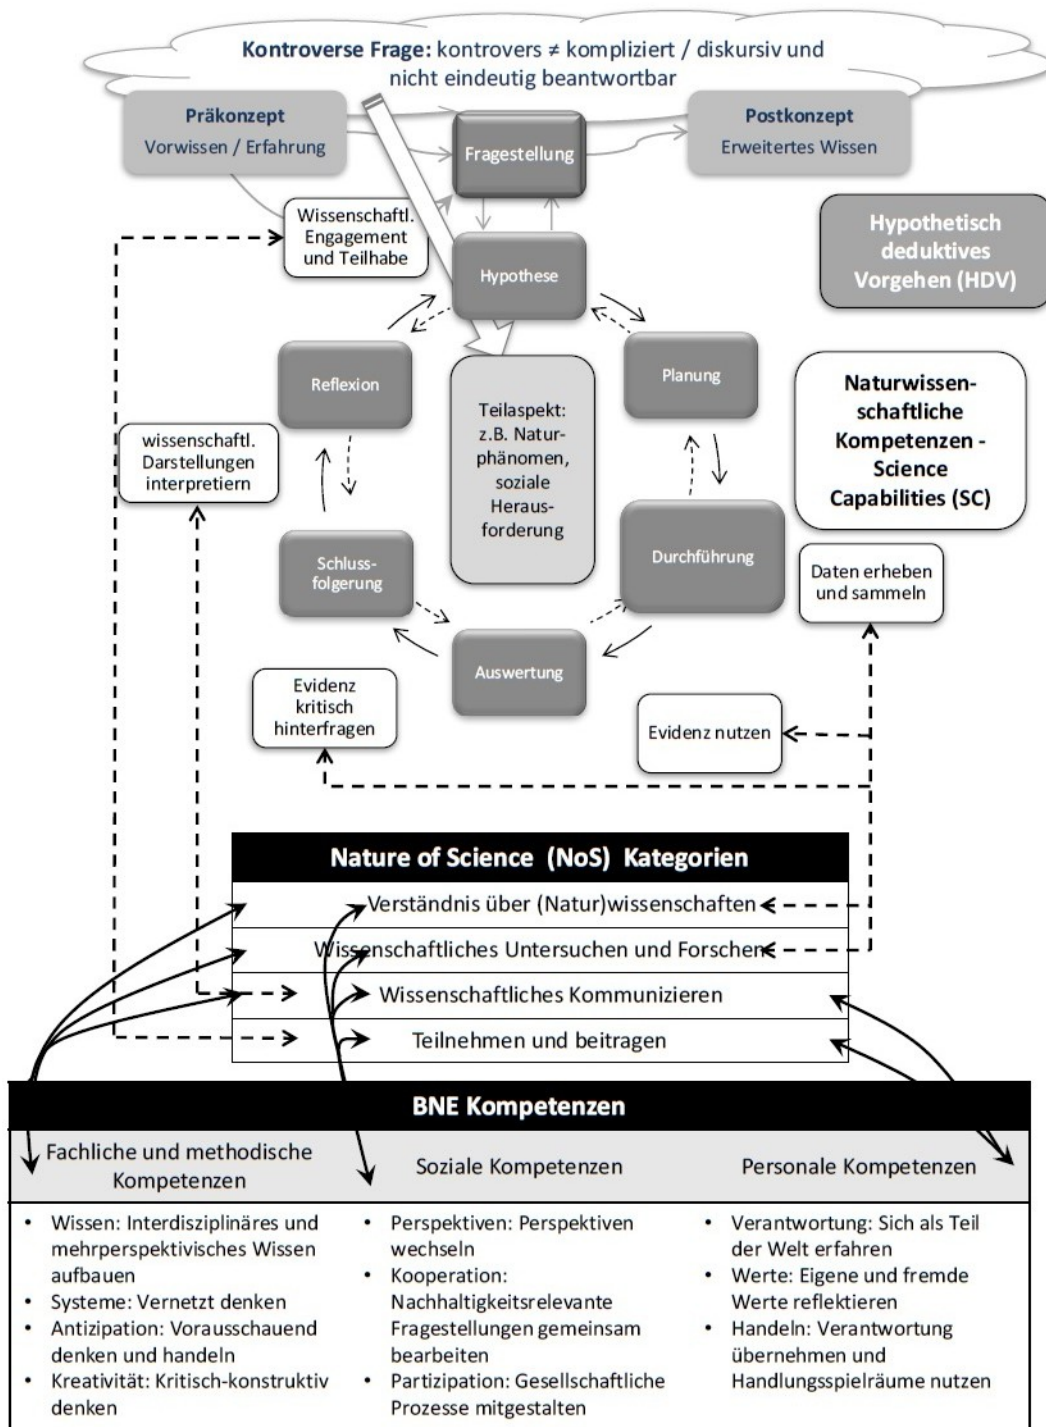 Kontroverse Frage: kontrovers ≠ kompliziert / diskursiv und
nicht eindeutig beantwortbar
Präkonzept
Vorwissen / Erfahrung
Fragestellung
Postkonzept
Erweitertes Wissen
Wissenschaftl.
Engagement
und Teilhabe
Hypothese
Hypothetisch
deduktives
Vorgehen (HDV)
Reflexion
Planung
Teilaspekt:
z.B. Natur-
phänomen,
soziale
Heraus-
forderung
Naturwissen-
schaftliche
Kompetenzen -
Science
Capabilities (SC)
wissenschaftl.
Darstellungen
interpretiern
Schluss-
folgerung
Durchführung
Daten erheben
und sammeln
Auswertung
Evidenz
kritisch
hinterfragen
Evidenz nutzen
Nature of Science (NoS) Kategorien
Verständnis über (Natur)wissenschaften
Wissenschaftliches Untersuchen und Forschen
Wissenschaftliches Kommunizieren
Teilnehmen und beitragen
BNE Kompetenzen
Fachliche und methodische
Kompetenzen
Soziale Kompetenzen
Personale Kompetenzen
• Wissen: Interdisziplinäres und
mehrperspektivisches Wissen
aufbauen
• Systeme: Vernetzt denken
• Antizipation: Vorausschauend
denken und handeln
• Kreativität: Kritisch-konstruktiv
denken
• Perspektiven: Perspektiven
wechseln
• Kooperation:
Nachhaltigkeitsrelevante
Fragestellungen gemeinsam
bearbeiten
• Partizipation: Gesellschaftliche
Prozesse mitgestalten
• Verantwortung: Sich als Teil
der Welt erfahren
• Werte: Eigene und fremde
Werte reflektieren
• Handeln: Verantwortung
übernehmen und
Handlungsspielräume nutzen